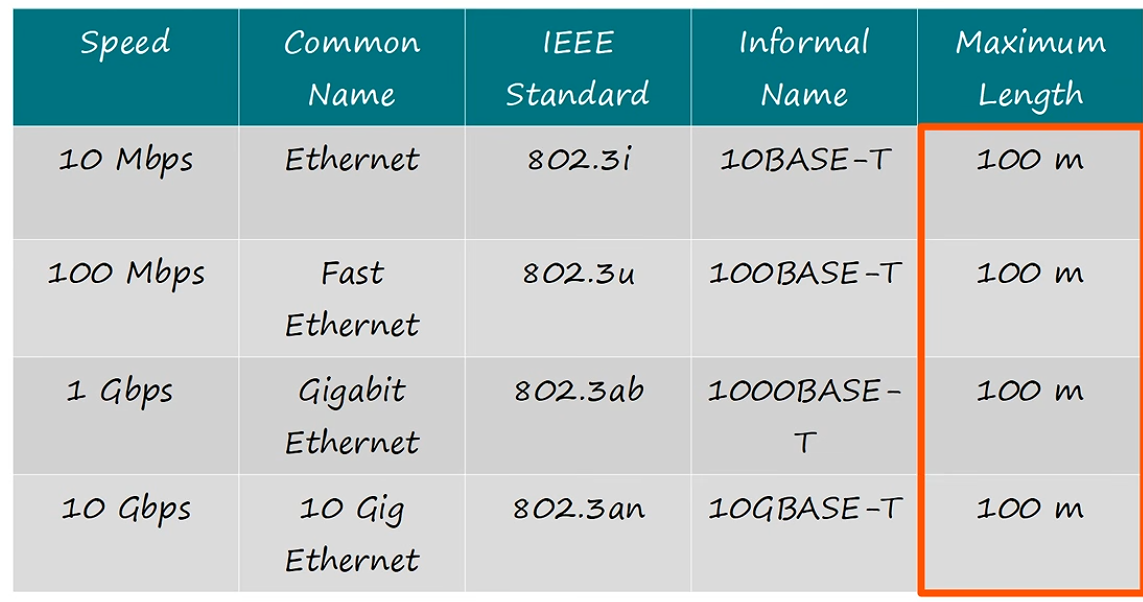 Speed Common IEEE Informal Maximum
Name Standard Name Length
10 Mbps Ethernet 802.3i 10BASE-T 100 m
100 Mbps Fast 802.3u 100BASE-T 100 m
Ethernet
1 Gbps Gigabit 802.3ab 1000BASE- 100 m
Ethernet T
10 Gbps 10 Gig 802.3an 10GBASE-T 100 m
Ethernet